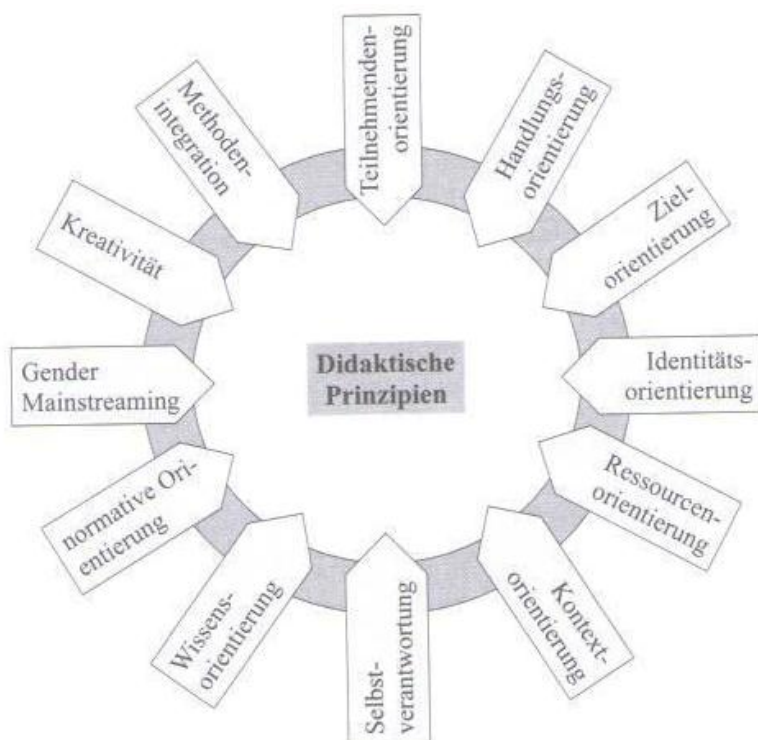 Teilnehmenden-
orientierung
Handlungs-
orientierung
Ziel-
orientierung
Identitäts-
orientierung
Ressourcen-
orientierung
Kontext-
orientierung
Selbst-
verantwortung
Wissens-
orientierung
normative Ori-
entierung
Gender
Mainstreaming
Kreativität
Methoden-
integration
Didaktische
Prinzipien